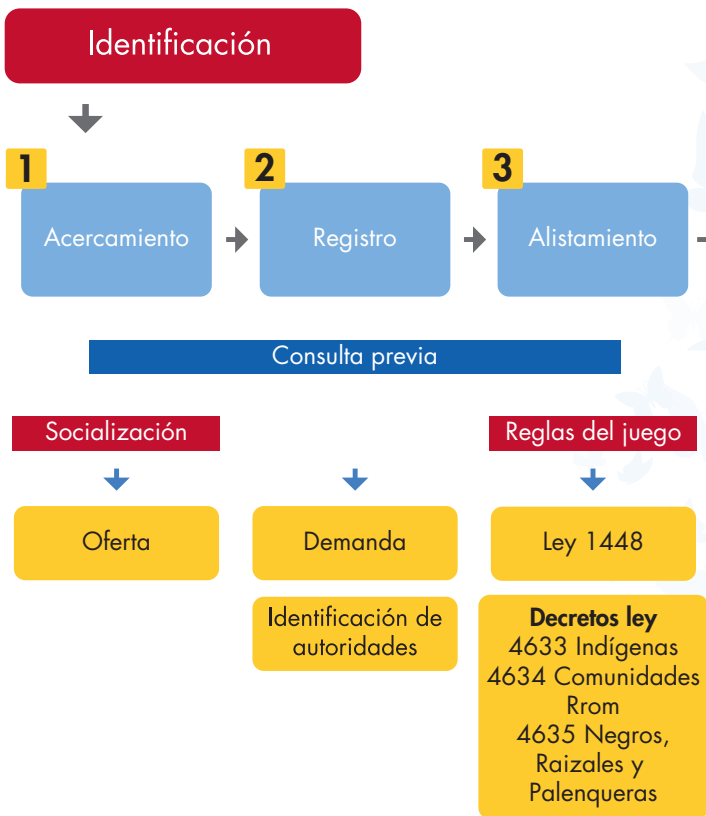 Identificación
1
Acercamiento
2
Registro
3
Alistamiento
Consulta previa
Socialización
Reglas del juego
Oferta
Demanda
Ley 1448
Identificación de
autoridades
Decretos ley
4633 Indígenas
4634 Comunidades
Rrom
4635 Negros,
Raizales y
Palenqueras